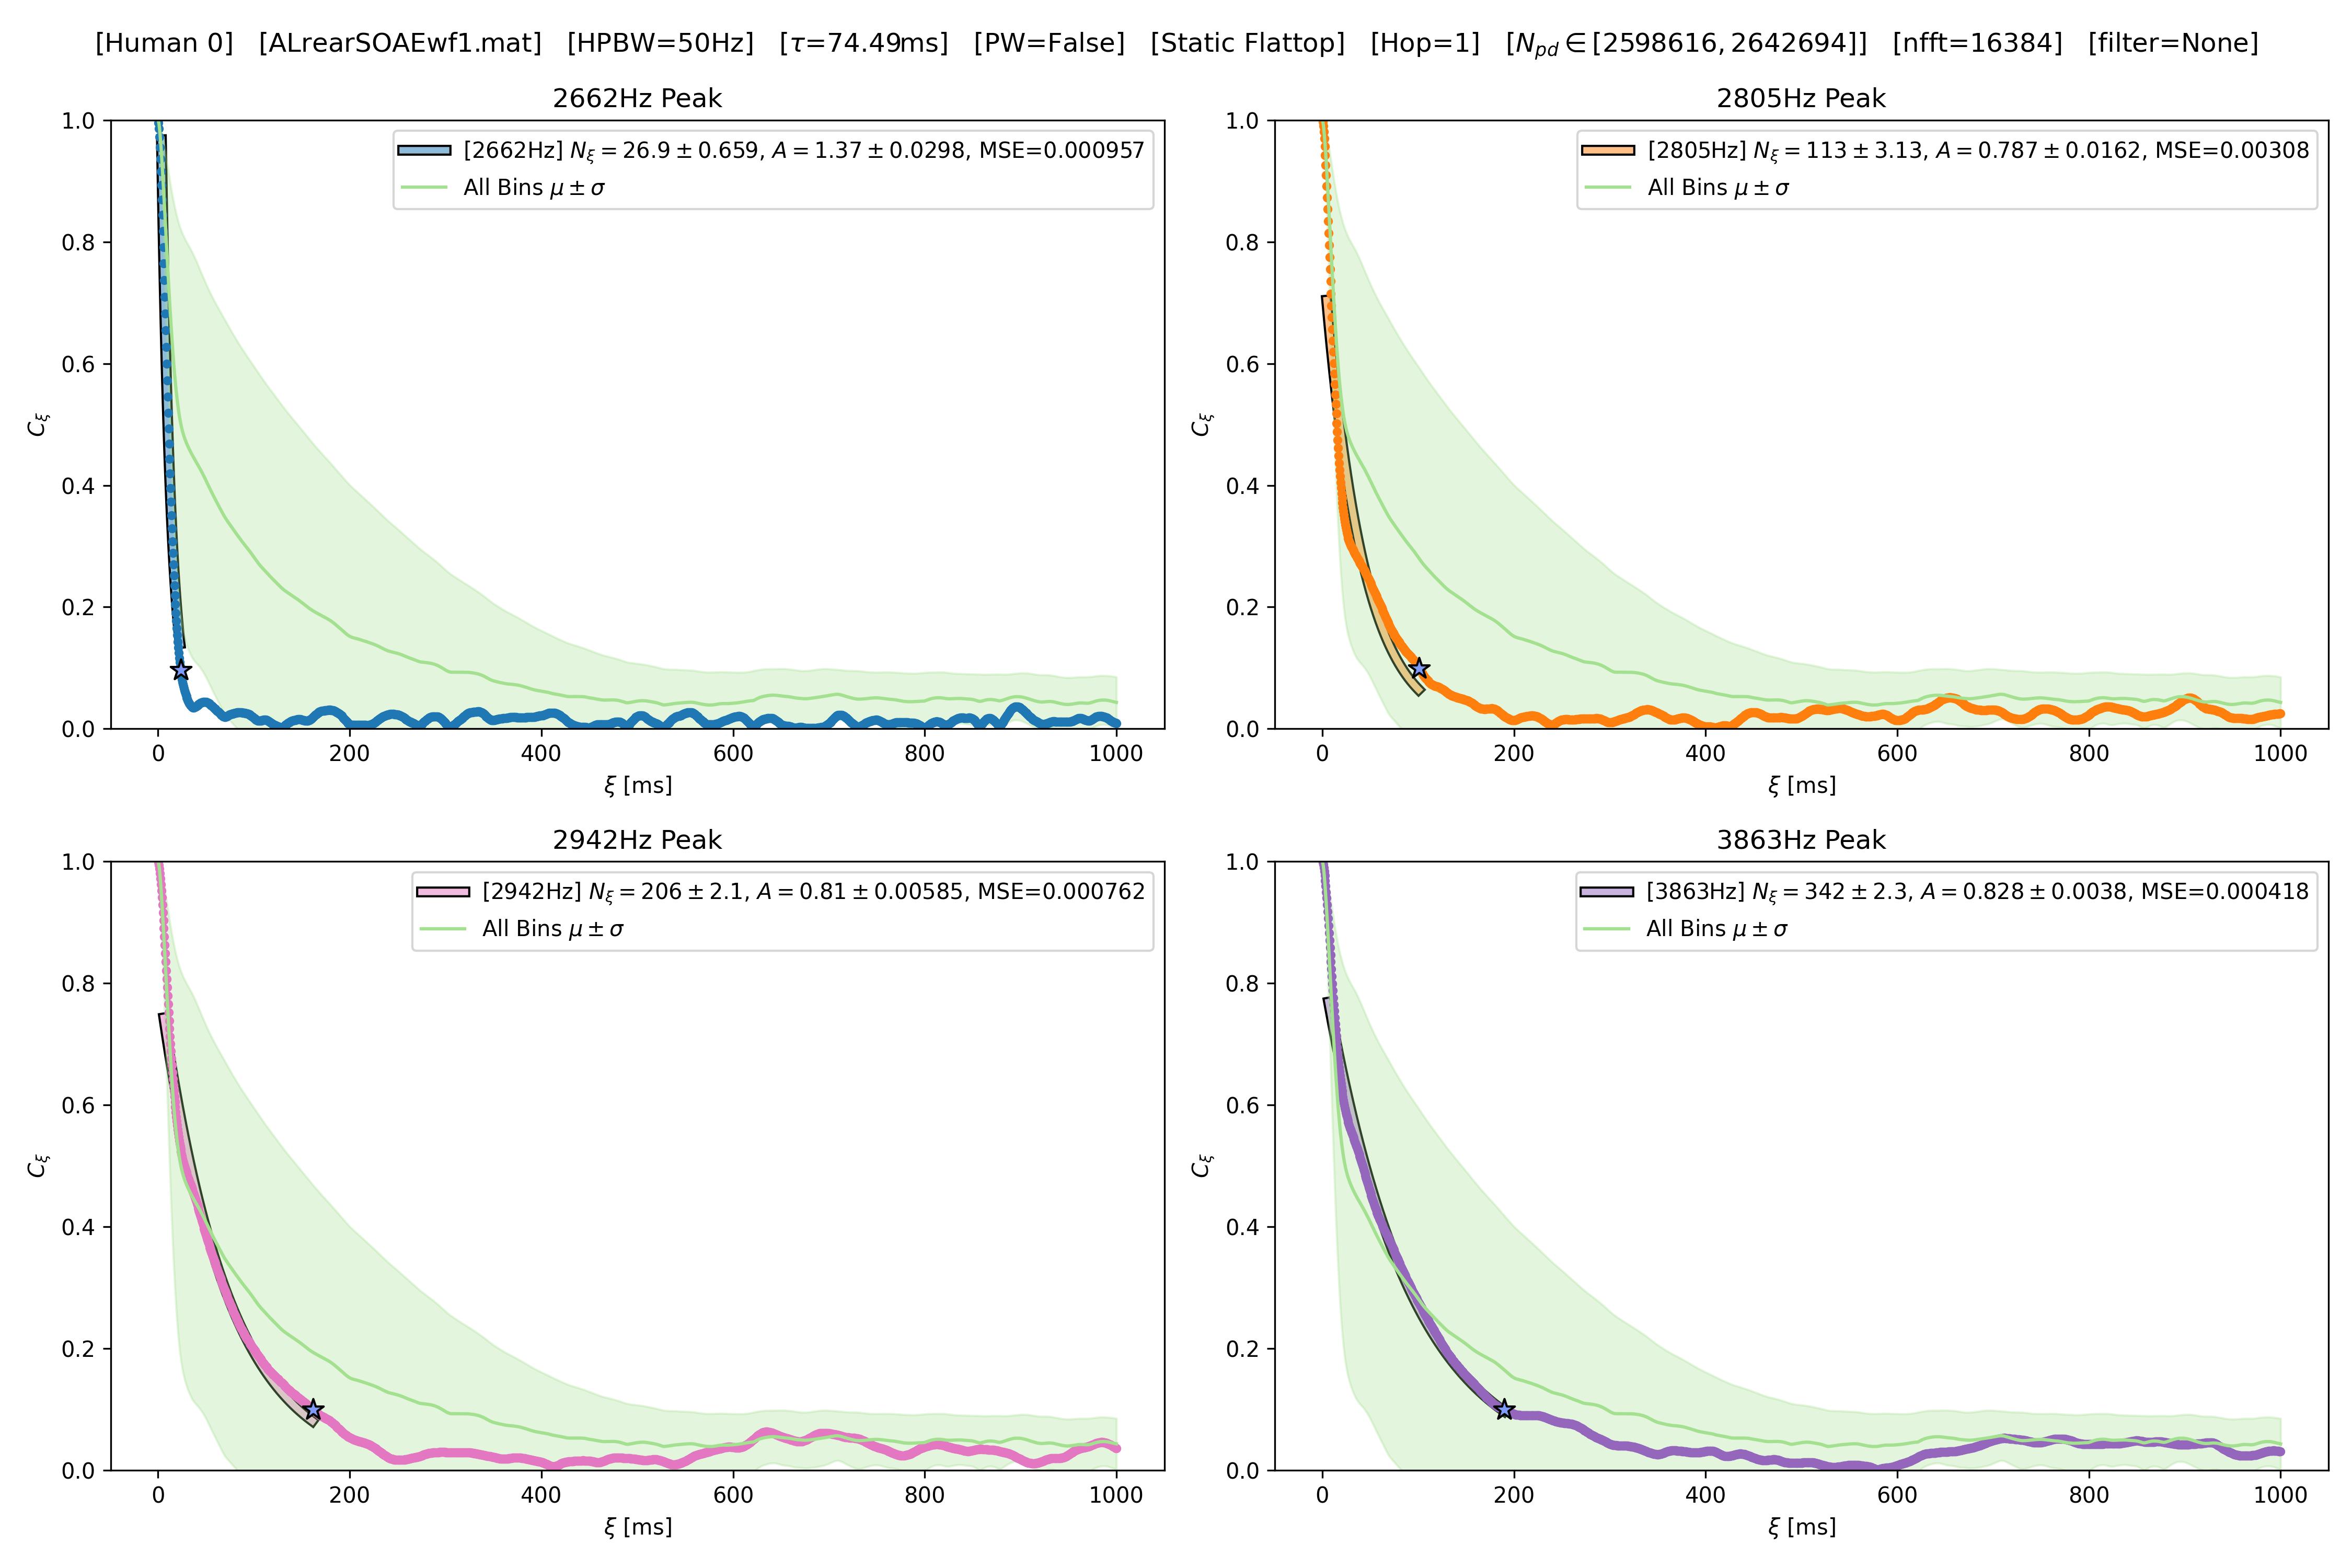 [Human 0] [ALrearSOAEwf1.mat] [HPBW=50Hz] [τ=74.49ms] [PW=False] [Static Flattop] [Hop=1] [N_pd ∈ [2598616, 2642694]] [nfft=16384] [filter=None]
2662Hz Peak
[2662Hz] N_ξ = 26.9 ± 0.659, A = 1.37 ± 0.0298, MSE=0.000957
All Bins μ ± σ
1.0
0.8
0.6
0.4
0.2
0.0
C_ξ
0 200 400 600 800 1000
ξ [ms]
2805Hz Peak
[2805Hz] N_ξ = 113 ± 3.13, A = 0.787 ± 0.0162, MSE=0.00308
All Bins μ ± σ
1.0
0.8
0.6
0.4
0.2
0.0
C_ξ
0 200 400 600 800 1000
ξ [ms]
2942Hz Peak
[2942Hz] N_ξ = 206 ± 2.1, A = 0.81 ± 0.00585, MSE=0.000762
All Bins μ ± σ
1.0
0.8
0.6
0.4
0.2
0.0
C_ξ
0 200 400 600 800 1000
ξ [ms]
3863Hz Peak
[3863Hz] N_ξ = 342 ± 2.3, A = 0.828 ± 0.0038, MSE=0.000418
All Bins μ ± σ
1.0
0.8
0.6
0.4
0.2
0.0
C_ξ
0 200 400 600 800 1000
ξ [ms]